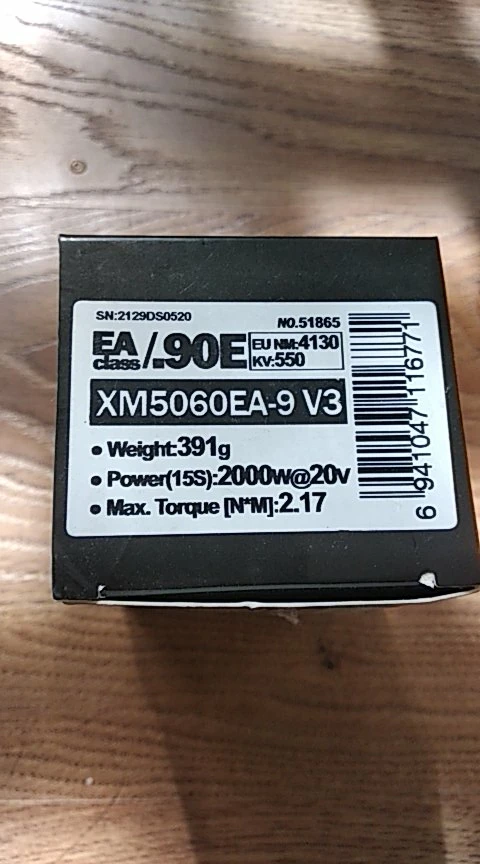 SN:2129DS0520
NO.51865
EA class/.90E
EU NM:4130
KV:550
XM5060EA-9 V3
• Weight:391g
• Power(15S):2000w@20v
• Max. Torque [N*M]:2.17
6 941047 116771